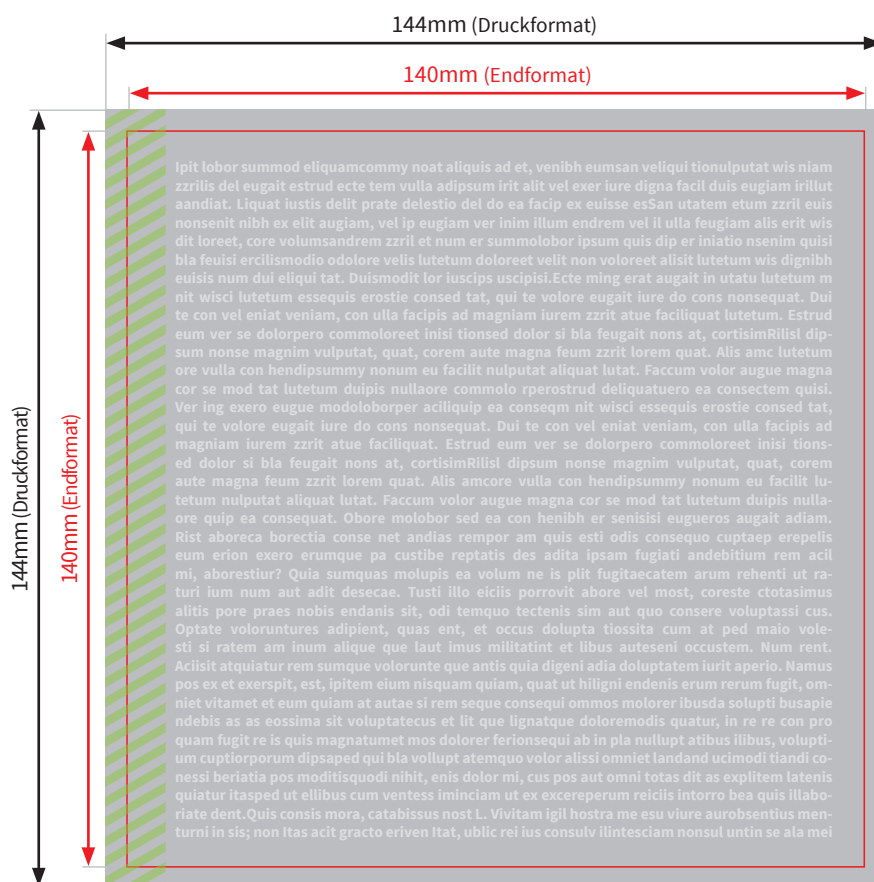 144mm (Druckformat)
140mm (Endformat)
144mm (Druckformat)
140mm (Endformat)
Ipit lobor summod eliquamcommy noat aliquis ad et, venibh eumsan veliqui tionulputat wis niam
zzrilis del eugait estrud ecte tem vulla adipsum irit alit vel exer iure digna facil duis eugiam irillut
aandiat. Liquat iustis delit prate delestio del do ea facip ex euisse esSan utatem etum zzril euis
nonsenit nibh ex elit augiam, vel ip eugiam ver inim illum endrem vel il ulla feugiam alis erit wis
dit loreet, core volumsandrem zzril et num er summolobor ipsum quis dip er iniatio nsenim quisi
bla feuisi ercilismodio odolore velis lutetum doloreet velit non voloreet alisit lutetum wis dignibh
euisis num dui eliqui tat. Duismodit lor iuscips uscipisi.Ecte ming erat augait in utatu lutetum m
nit wisci lutetum essequis erostie consed tat, qui te volore eugait iure do cons nonsequat. Dui
te con vel eniat veniam, con ulla facipis ad magniam iurem zzrit atue faciliquat lutetum. Estrud
eum ver se dolorpero commoloreet inisi tionsed dolor si bla feugait nons at, cortisimRilisl dip-
sum nonse magnim vulputat, quat, corem aute magna feum zzrit lorem quat. Alis amc lutetum
ore vulla con hendipsummy nonum eu facilit nulputat aliquat lutat. Faccum volor augue magna
cor se mod tat lutetum duipis nullaore commolo rperostrud deliquatuero ea consectem quisi.
Ver ing exero eugue modoloborper aciliquip ea conseqm nit wisci essequis erostie consed tat,
qui te volore eugait iure do cons nonsequat. Dui te con vel eniat veniam, con ulla facipis ad
magniam iurem zzrit atue faciliquat. Estrud eum ver se dolorpero commoloreet inisi tions-
ed dolor si bla feugait nons at, cortisimRilisl dipsum nonse magnim vulputat, quat, corem
aute magna feum zzrit lorem quat. Alis amcore vulla con hendipsummy nonum eu facilit lu-
tetum nulputat aliquat lutat. Faccum volor augue magna cor se mod tat lutetum duipis nulla-
ore quip ea consequat. Obore molobor sed ea con henibh er senisisi eugueros augait adiam.
Rist aboreca borectia conse net andias rempor am quis esti odis consequo cuptaep erepelis
eum erion exero erunque pa custibe reptatis des adita ipsam fugiati andebitium rem acil
mi, aborestiur? Quia sumquas molupis ea volum ne is plit fugitaecatem arum rehenti ut ra-
turi ium num aut adit desecae. Tusti illo eiciis porrovit abore vel most, coreste ctotasimus
alitis pore praes nobis endanis sit, odi temquo tectenis sim aut quo consere voluptassi cus.
Optate voloruntures adipient, quas ent, et occus dolupta tiossita cum at ped maio vole-
sti si ratem am inum alique que laut imus militatint et libus auteseni occustem. Num rent.
Aciisit atquiatur rem sumque volorunte que antis quia digeni adia doluptatem iurit aperio. Namus
pos ex et exerspit, est, ipitem eium nisquam quiam, quat ut hiligni endenis erum rerum fugit, om-
niet vitamet et eum quiam at autae si rem seque consequi ommos molorer ibusda solupti busapie
ndebis as as eossima sit voluptatecus et lit que lignatque doloremodis quatur, in re re con pro
quam fugit re is quis magnatumet mos dolorer ferionsequi ab in pla nullupt atibus ilibus, volupti-
um cuptiorporum dipsaped qui bla vollupt atemquo volor alissi omniet landand ucimodi tiandi co-
nessi beriatia pos moditisquodi nihit, enis dolor mi, cus pos aut omni totas dit as explitem latenis
quiatur itasped ut ellibus cum ventess iminciam ut ex excereperum reiciis intorro bea quis illabo-
riate dent.Quis consis mora, catabissus nost L. Vivitam igil hostra me esu viure aurobsentius men-
turni in sis; non Itas acit gracto eriven Itat, ublic rei ius consulv ilintesciam nonsul untin se ala mei